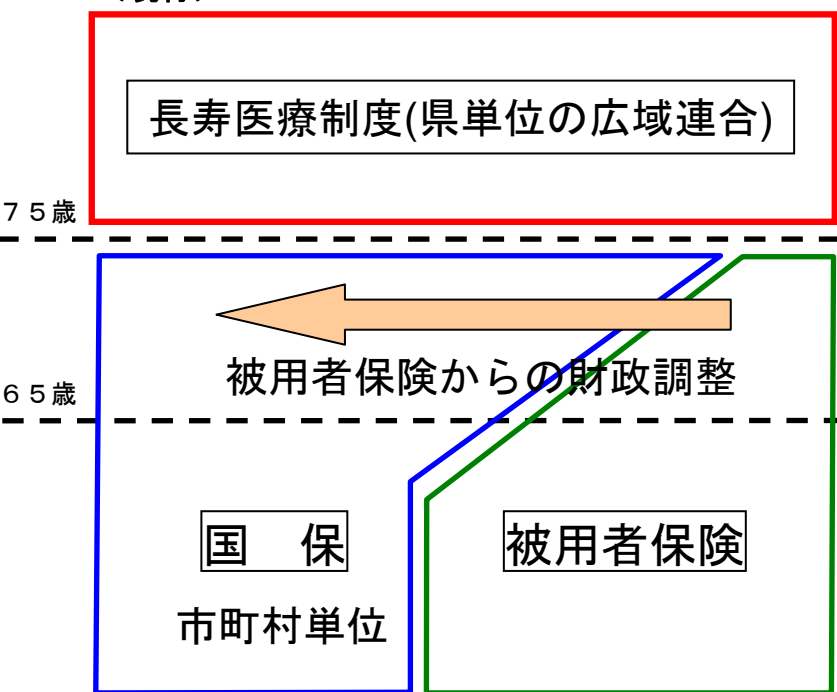 長寿医療制度(県単位の広域連合)
75歳
被用者保険からの財政調整
65歳
国　保
被用者保険
市町村単位